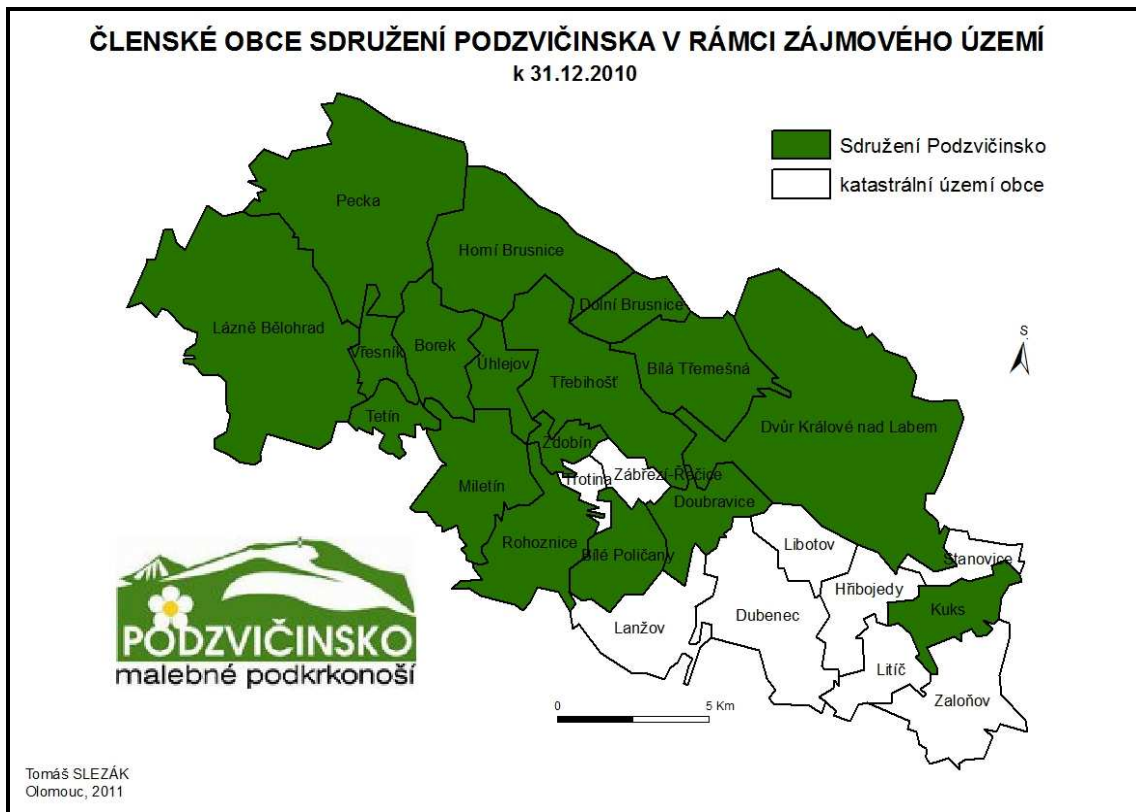 ČLENSKÉ OBCE SDRUŽENÍ PODZVIČINSKA V RÁMCI ZÁJMOVÉHO ÚZEMÍ
k 31.12.2010
Sdružení Podzvičinsko
katastrální území obce
Pecka
Horní Brusnice
Dolní Brusnice
Lázně Bělohrad
Vřesník
Borek
Úhlejov
Třebihošť
Bílá Třemešná
Tetín
Dvůr Králové nad Labem
Zdobín
Trotina
Zábřezí-Řečice
Miletín
Doubravice
Rohoznice
Bílé Poličany
Libotov
Stanovice
Hřibojedy
Kuks
Lanžov
Dubenec
Litíč
Zaloňov
S
PODZVIČINSKO
malebné podkrkonoší
0 5 Km
Tomáš SLEZÁK
Olomouc, 2011